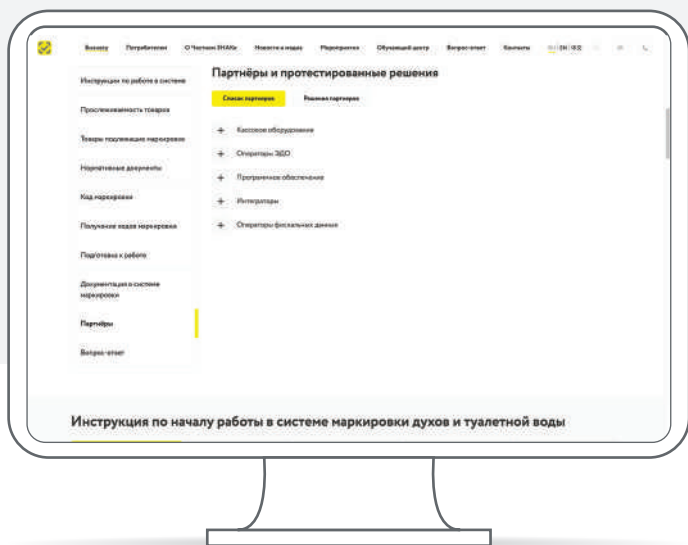 Бизнесу Потребителям О Честном ЗНАКе Новости и медиа Мероприятия Обучающий центр Вопрос-ответ Контакты
Инструкции по работе в системе
Прослеживаемость товаров
Товары подлежащие маркировке
Нормативные документы
Код маркировки
Получение кодов маркировки
Подготовка к работе
Документация в системе
маркировки
Партнёры
Вопрос-ответ
Партнёры и протестированные решения
Список партнеров Решения партнеров
+ Кассовое оборудование
+ Операторы ЭДО
+ Программное обеспечение
+ Интеграторы
+ Операторы фискальных данных
Инструкция по началу работы в системе маркировки духов и туалетной воды